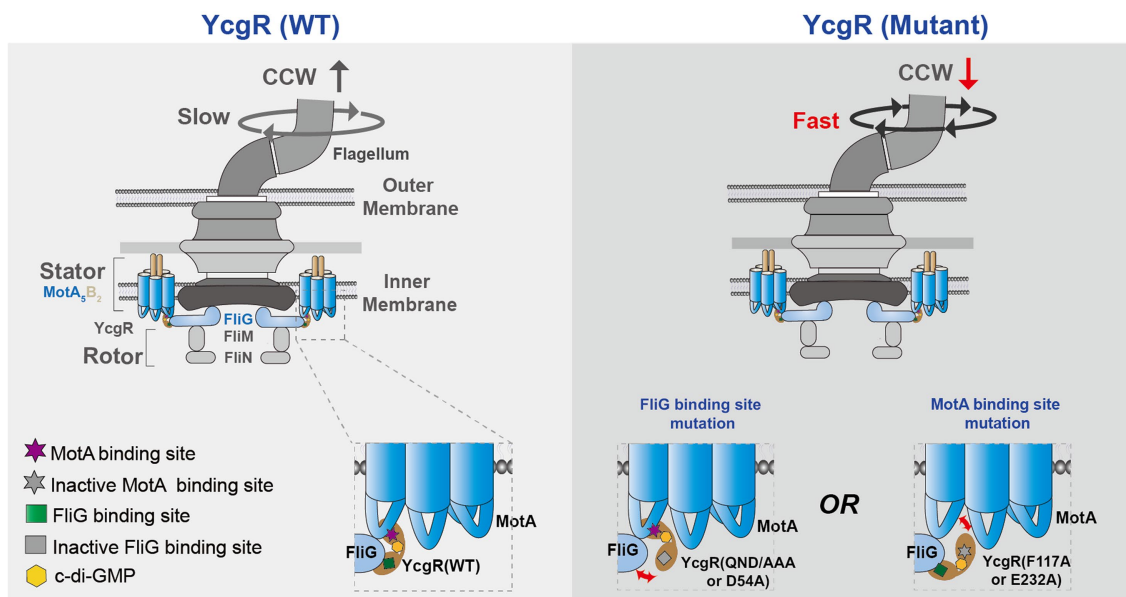 YcgR (WT)
CCW
Slow
Flagellum
Outer
Membrane
Stator
MotA5B2
Inner
Membrane
YcgR
Rotor
FliG
FliM
FliN
MotA binding site
Inactive MotA binding site
FliG binding site
Inactive FliG binding site
c-di-GMP
MotA
FliG
YcgR(WT)
YcgR (Mutant)
CCW
Fast
FliG binding site
mutation
MotA
FliG
YcgR(QND/AAA
or D54A)
OR
MotA binding site
mutation
MotA
FliG
YcgR(F117A
or E232A)